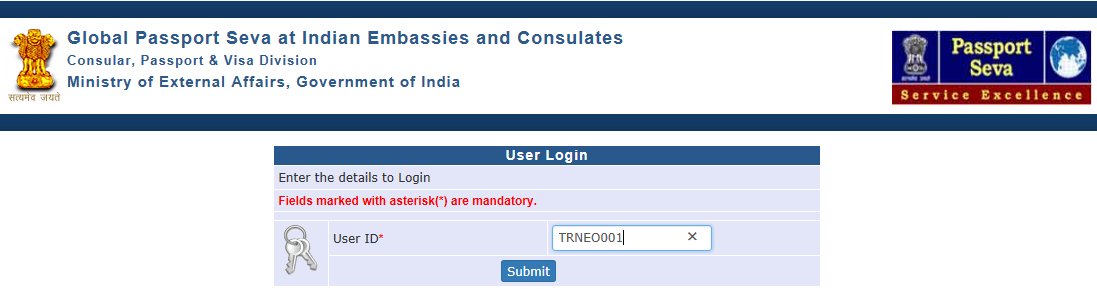 Global Passport Seva at Indian Embassies and Consulates
Consular, Passport & Visa Division
Ministry of External Affairs, Government of India
सत्यमेव जयते
Passport
Seva
Service Excellence
User Login
Enter the details to Login
Fields marked with asterisk(*) are mandatory.
User ID* TRNEO001 ✕
Submit